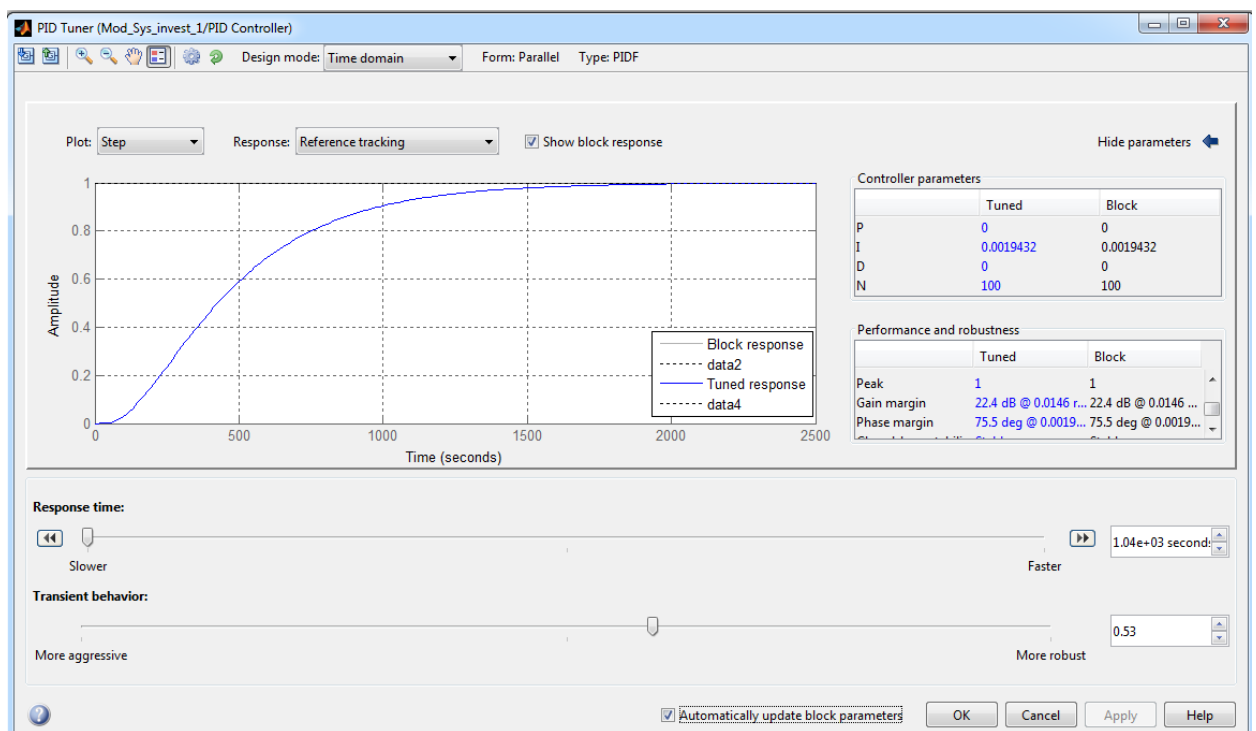 PID Tuner (Mod_Sys_invest_1/PID Controller)
Design mode: Time domain Form: Parallel Type: PIDF
Plot: Step Response: Reference tracking Show block response Hide parameters
1
0.8
0.6
0.4
0.2
0
Amplitude
0 500 1000 1500 2000 2500
Time (seconds)
Block response
data2
Tuned response
data4
Controller parameters
Tuned Block
P 0 0
I 0.0019432 0.0019432
D 0 0
N 100 100
Performance and robustness
Tuned Block
Peak 1 1
Gain margin 22.4 dB @ 0.0146 r... 22.4 dB @ 0.0146 ...
Phase margin 75.5 deg @ 0.0019... 75.5 deg @ 0.0019...
Response time:
Slower Faster
1.04e+03 second
Transient behavior:
More aggressive More robust
0.53
Automatically update block parameters OK Cancel Apply Help